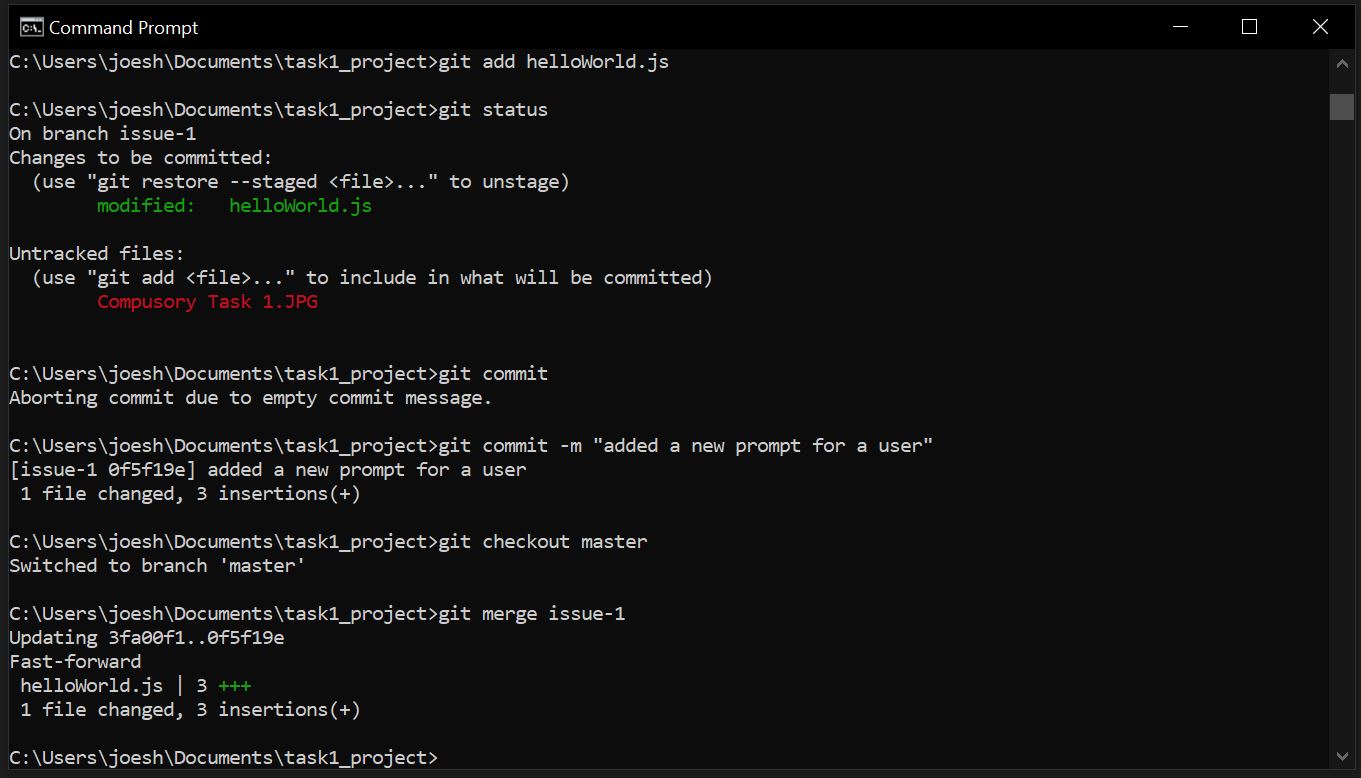 Command Prompt
C:\Users\joesh\Documents\task1_project>git add helloWorld.js
C:\Users\joesh\Documents\task1_project>git status
On branch issue-1
Changes to be committed:
  (use "git restore --staged <file>..." to unstage)
        modified:   helloWorld.js
Untracked files:
  (use "git add <file>..." to include in what will be committed)
        Compusory Task 1.JPG
C:\Users\joesh\Documents\task1_project>git commit
Aborting commit due to empty commit message.
C:\Users\joesh\Documents\task1_project>git commit -m "added a new prompt for a user"
[issue-1 0f5f19e] added a new prompt for a user
 1 file changed, 3 insertions(+)
C:\Users\joesh\Documents\task1_project>git checkout master
Switched to branch 'master'
C:\Users\joesh\Documents\task1_project>git merge issue-1
Updating 3fa00f1..0f5f19e
Fast-forward
 helloWorld.js | 3 +++
 1 file changed, 3 insertions(+)
C:\Users\joesh\Documents\task1_project>